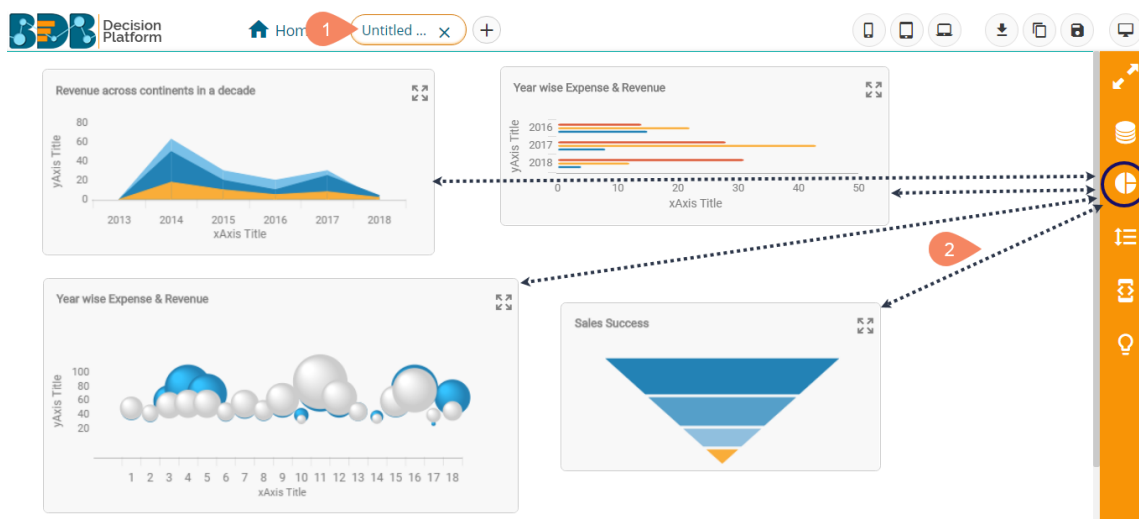 BDB Decision
Platform
Hom
1
Untitled ...
Revenue across continents in a decade
yAxis Title
80
60
40
20
0
2013 2014 2015 2016 2017 2018
xAxis Title
Year wise Expense & Revenue
yAxis Title
2016
2017
2018
0 10 20 30 40 50
xAxis Title
2
Year wise Expense & Revenue
yAxis Title
100
80
60
40
20
1 2 3 4 5 6 7 8 9 10 11 12 13 14 15 16 17 18
xAxis Title
Sales Success